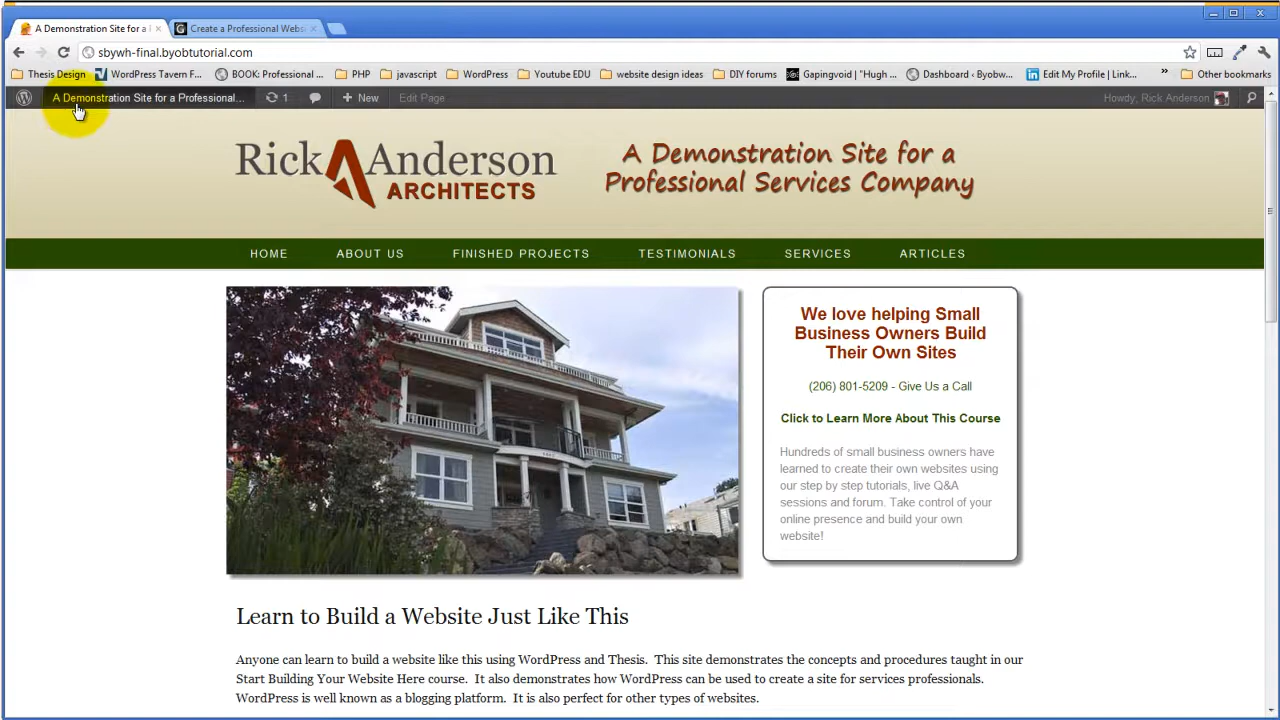 A Demonstration Site for a
Create a Professional Webs
sbywh-final.byobtutorial.com
Thesis Design
WordPress Tavern F...
BOOK: Professional ...
PHP
javascript
WordPress
Youtube EDU
website design ideas
DIY forums
Gapingvoid | "Hugh ...
Dashboard ‹ Byobw...
Edit My Profile | Link...
»
Other bookmarks
A Demonstration Site for a Professional...
1
+ New
Edit Page
Howdy, Rick Anderson
Rick Anderson
ARCHITECTS
A Demonstration Site for a
Professional Services Company
HOME
ABOUT US
FINISHED PROJECTS
TESTIMONIALS
SERVICES
ARTICLES
We love helping Small
Business Owners Build
Their Own Sites
(206) 801-5209 - Give Us a Call
Click to Learn More About This Course
Hundreds of small business owners have
learned to create their own websites using
our step by step tutorials, live Q&A
sessions and forum. Take control of your
online presence and build your own
website!
Learn to Build a Website Just Like This
Anyone can learn to build a website like this using WordPress and Thesis. This site demonstrates the concepts and procedures taught in our
Start Building Your Website Here course. It also demonstrates how WordPress can be used to create a site for services professionals.
WordPress is well known as a blogging platform. It is also perfect for other types of websites.